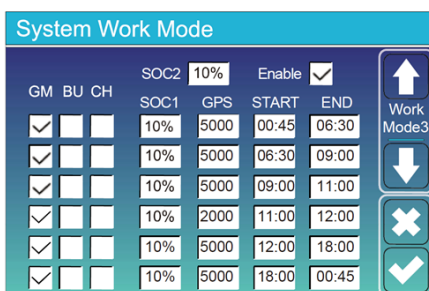 System Work Mode
SOC2 10% Enable
GM BU CH
SOC1 GPS START END
Work
Mode3
10% 5000 00:45 06:30
10% 5000 06:30 09:00
10% 5000 09:00 11:00
10% 2000 11:00 12:00
10% 5000 12:00 18:00
10% 5000 18:00 00:45